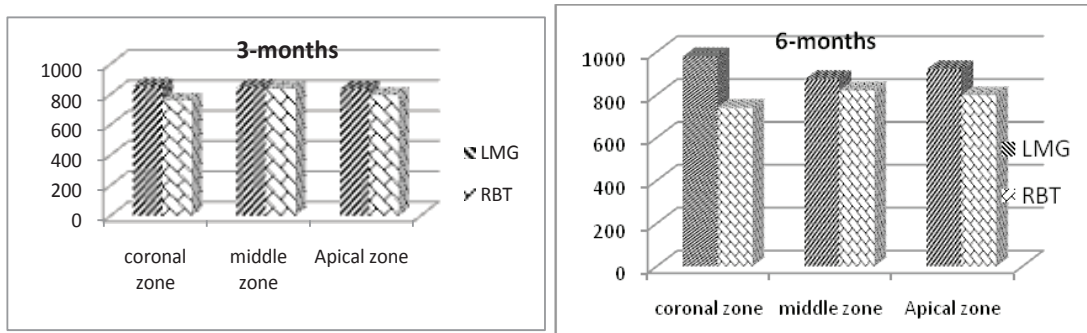 3-months
1000
800
600
400
200
0
coronal
zone
middle
zone
Apical zone
LMG
RBT
6-months
1000
800
600
400
200
0
coronal zone
middle zone
Apical zone
LMG
RBT